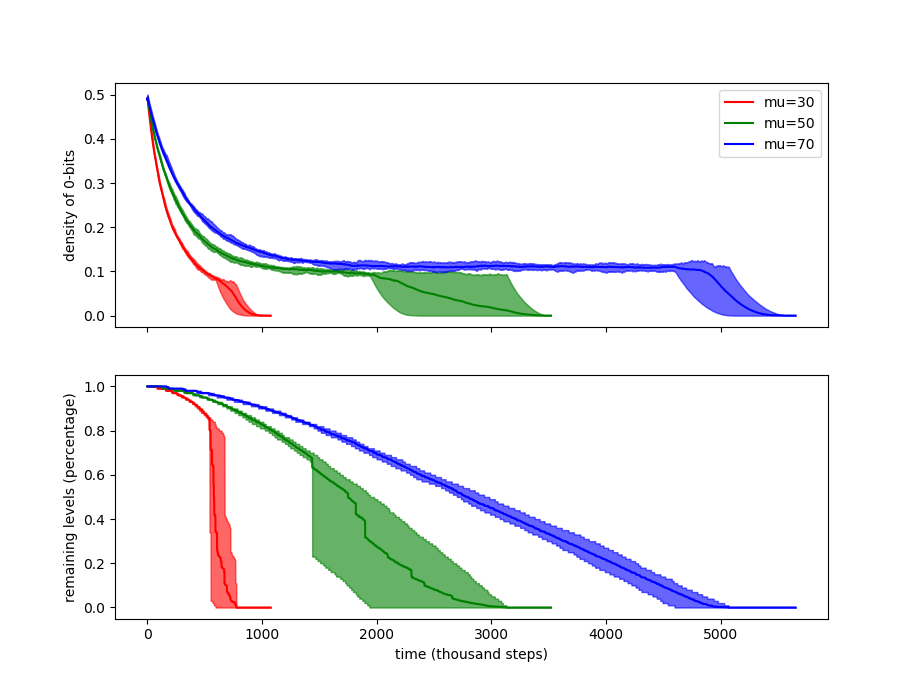 0.5
0.4
0.3
0.2
0.1
0.0
density of 0-bits
mu=30
mu=50
mu=70
1.0
0.8
0.6
0.4
0.2
0.0
remaining levels (percentage)
0 1000 2000 3000 4000 5000
time (thousand steps)